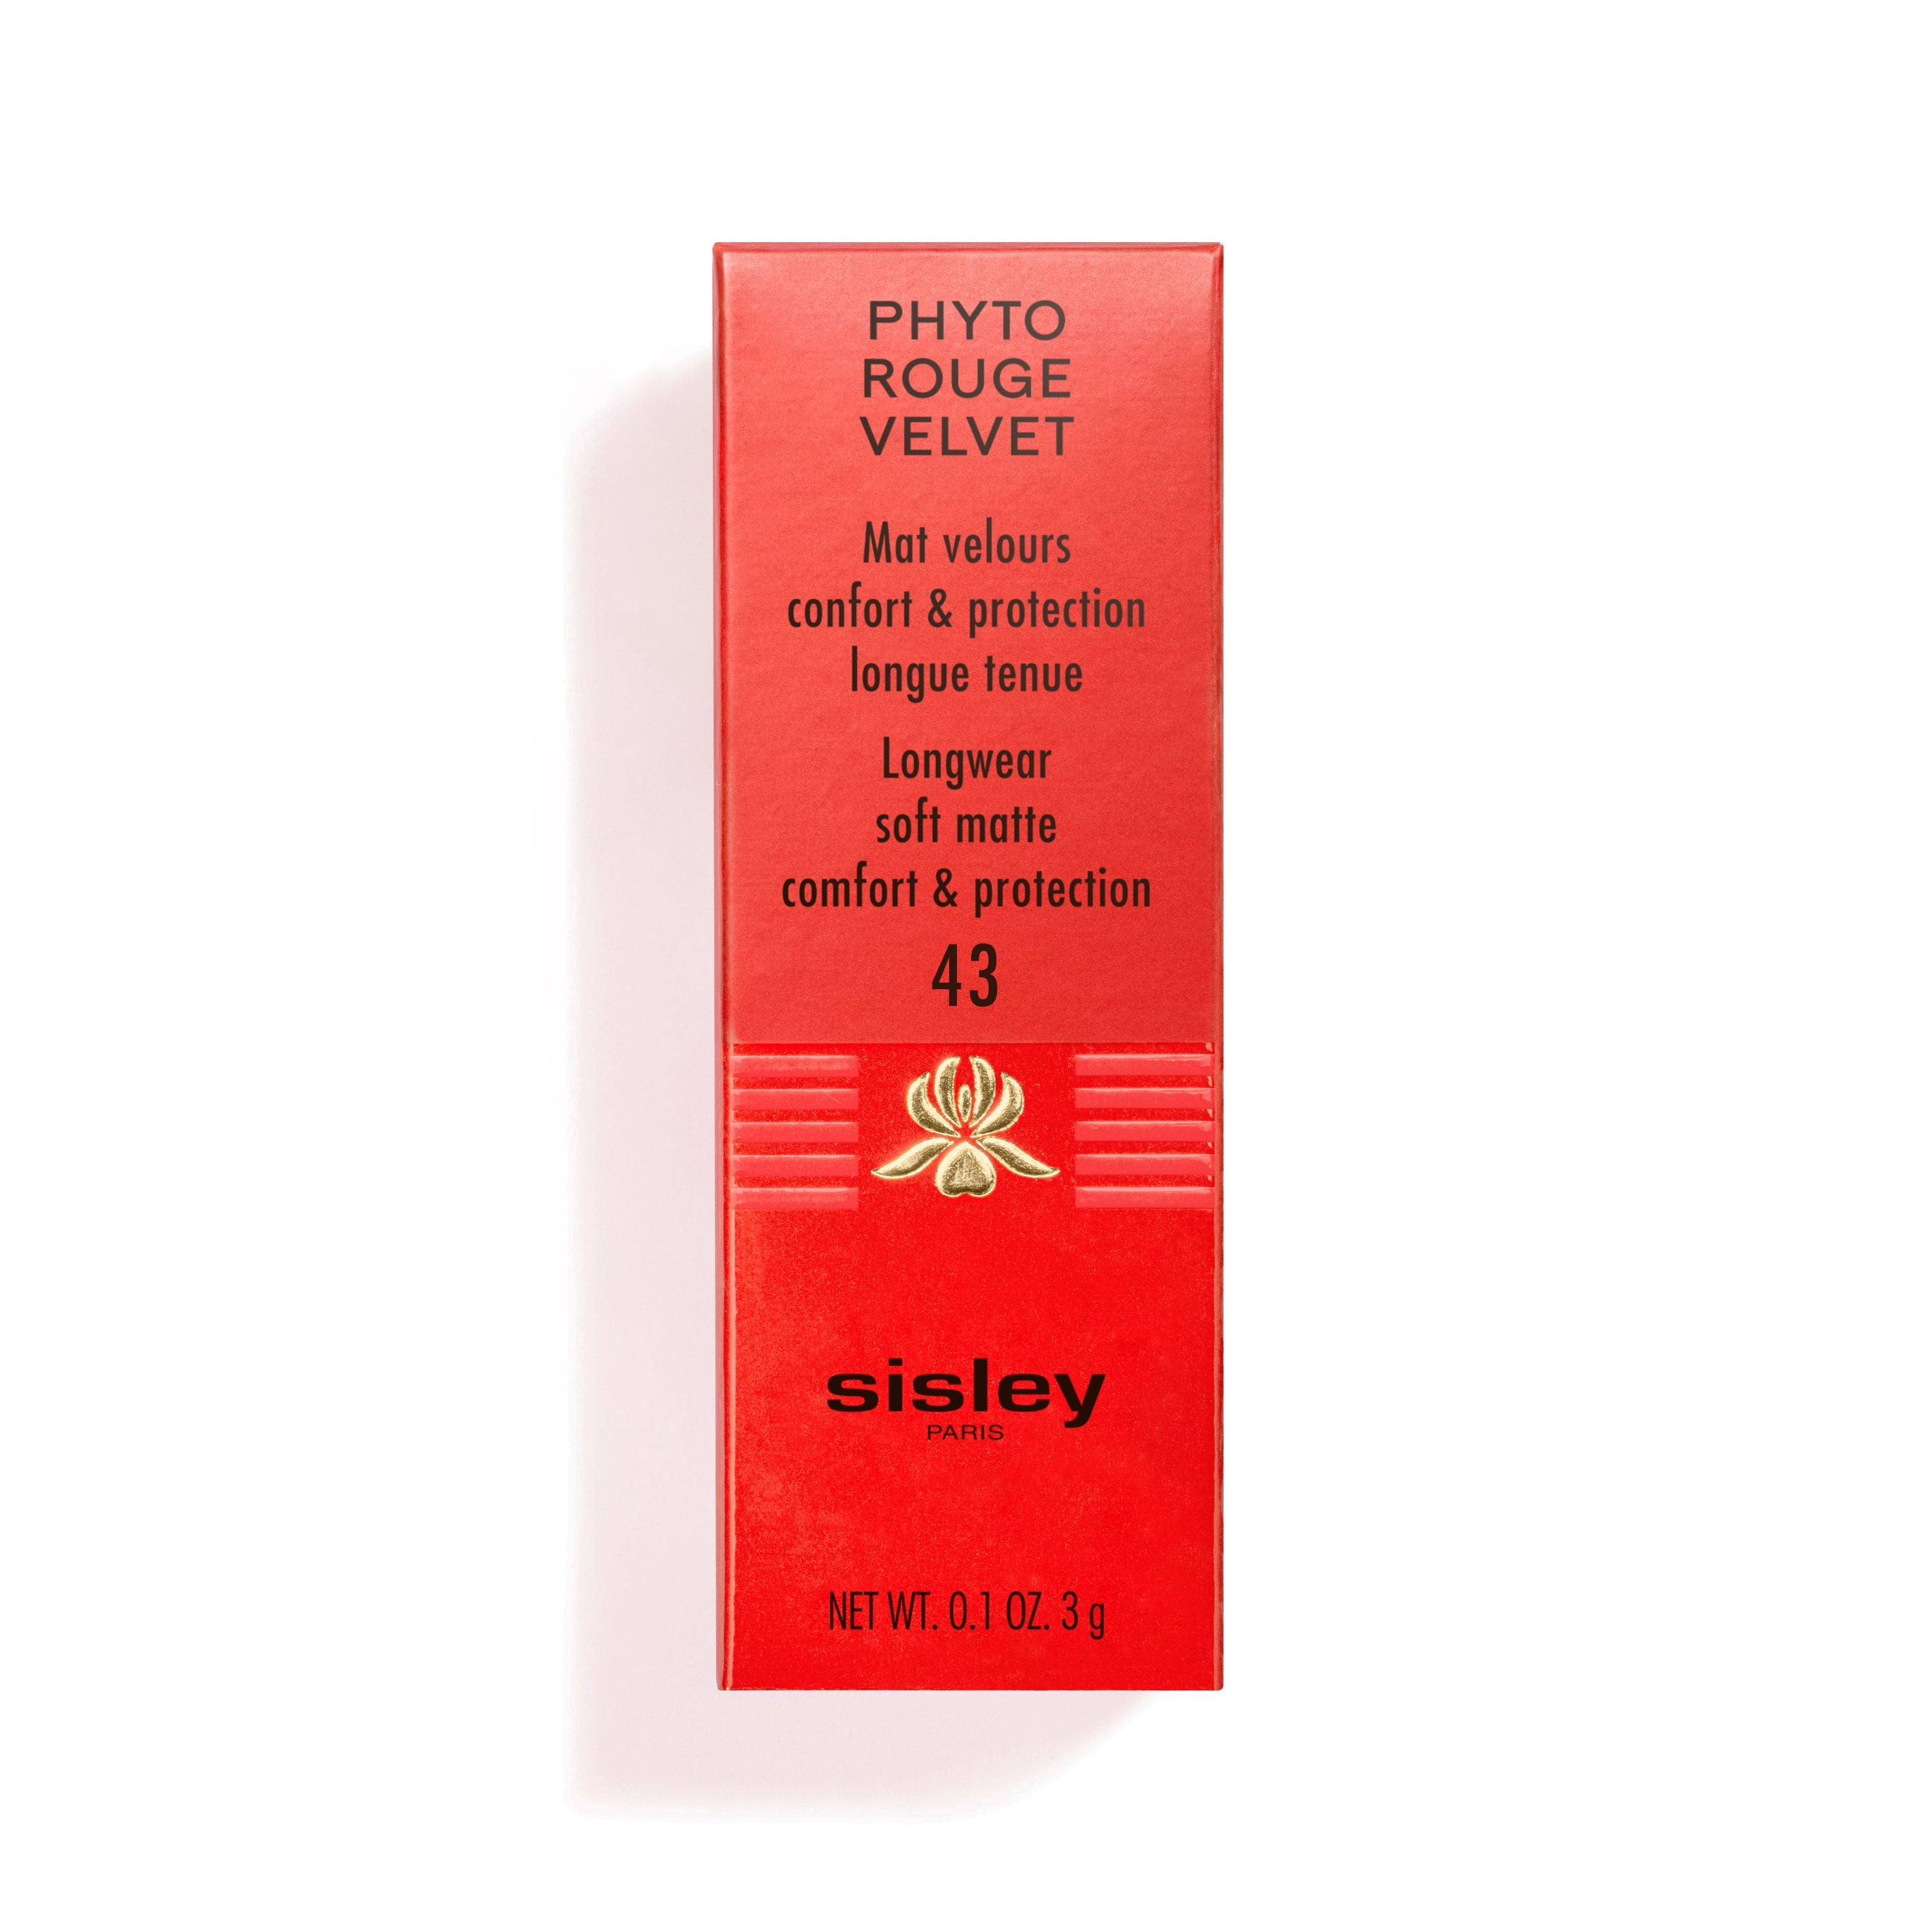 PHYTO
ROUGE
VELVET
Mat velours
confort & protection
longue tenue
Longwear
soft matte
comfort & protection
43
sisley
PARIS
NET WT. 0.1 OZ. 3 g